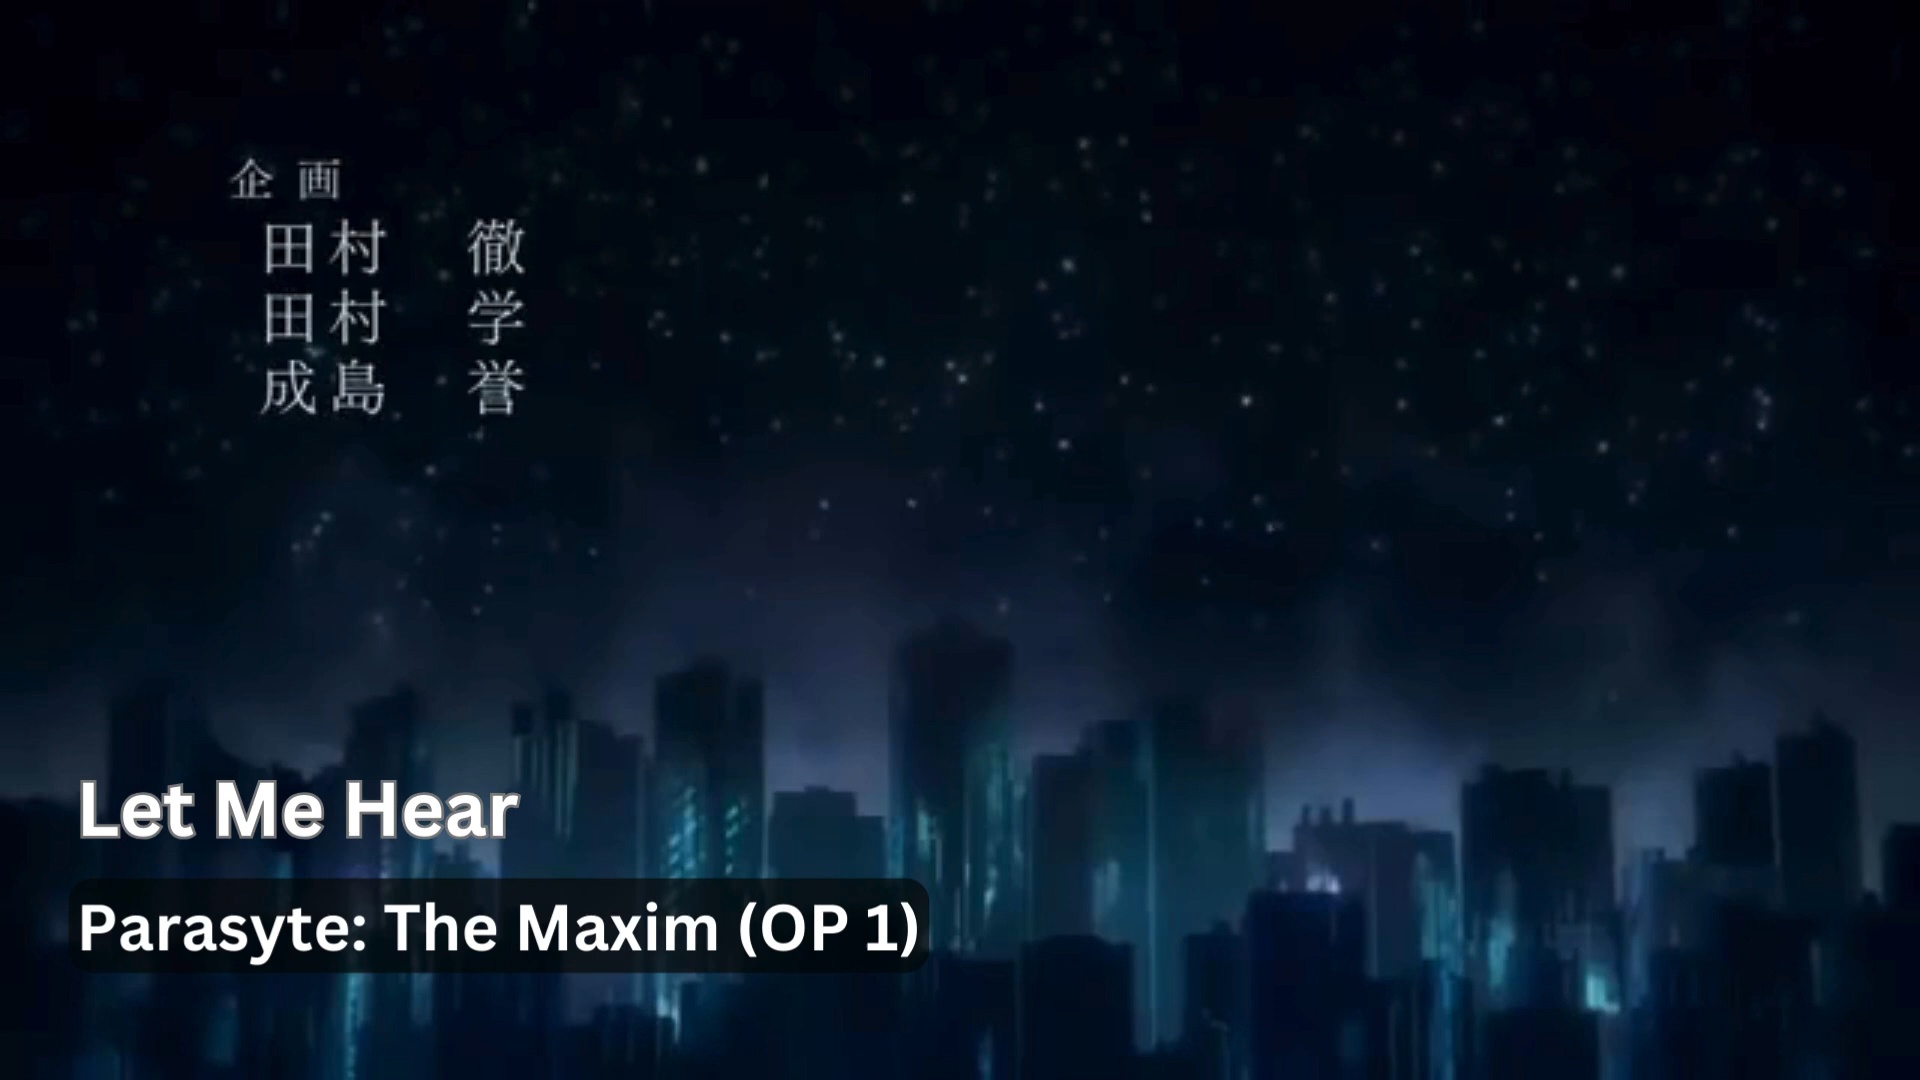 企画
田村 徹
田村 学
成島 誉
Let Me Hear
Parasyte: The Maxim (OP 1)